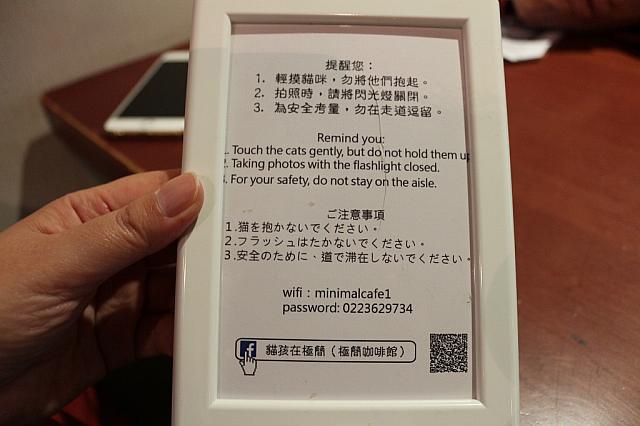 提醒您：
1. 輕摸貓咪，勿將他們抱起。
2. 拍照時，請將閃光燈關閉。
3. 為安全考量，勿在走道逗留。
Remind you:
. Touch the cats gently, but do not hold them up
. Taking photos with the flashlight closed.
. For your safety, do not stay on the aisle.
ご注意事項
1.猫を抱かないでください。
2.フラッシュはたかないでください。
3.安全のために、道で滞在しないでください。
wifi：minimalcafe1
password: 0223629734
f 貓孩在極簡（極簡咖啡館）